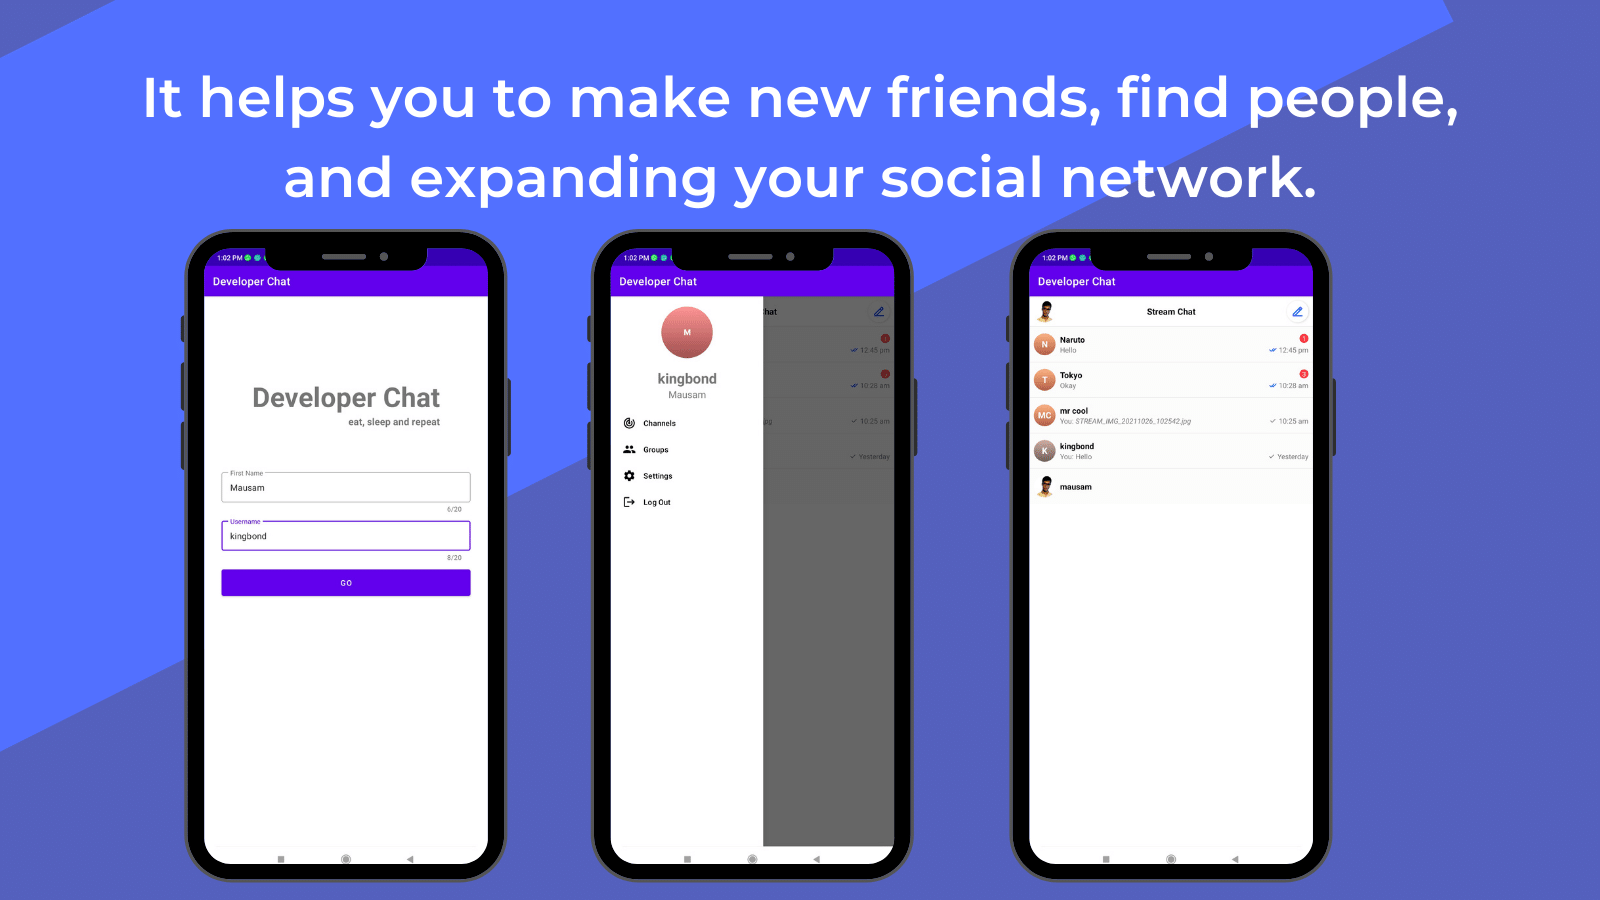 It helps you to make new friends, find people,
and expanding your social network.
1:02 PM
Developer Chat
Developer Chat
eat, sleep and repeat
First Name
Mausam
6/20
Username
kingbond
8/20
GO
1:02 PM
Developer Chat
hat
M
1
12:45 pm
kingbond
Mausam
10:28 am
Channels
jpg
10:25 am
Groups
Yesterday
Settings
Log Out
1:02 PM
Developer Chat
Stream Chat
N
Naruto
1
Hello
12:45 pm
T
Tokyo
3
Okay
10:28 am
MC
mr cool
You: STREAM_IMG_20211026_102542.jpg
10:25 am
K
kingbond
You: Hello
Yesterday
mausam